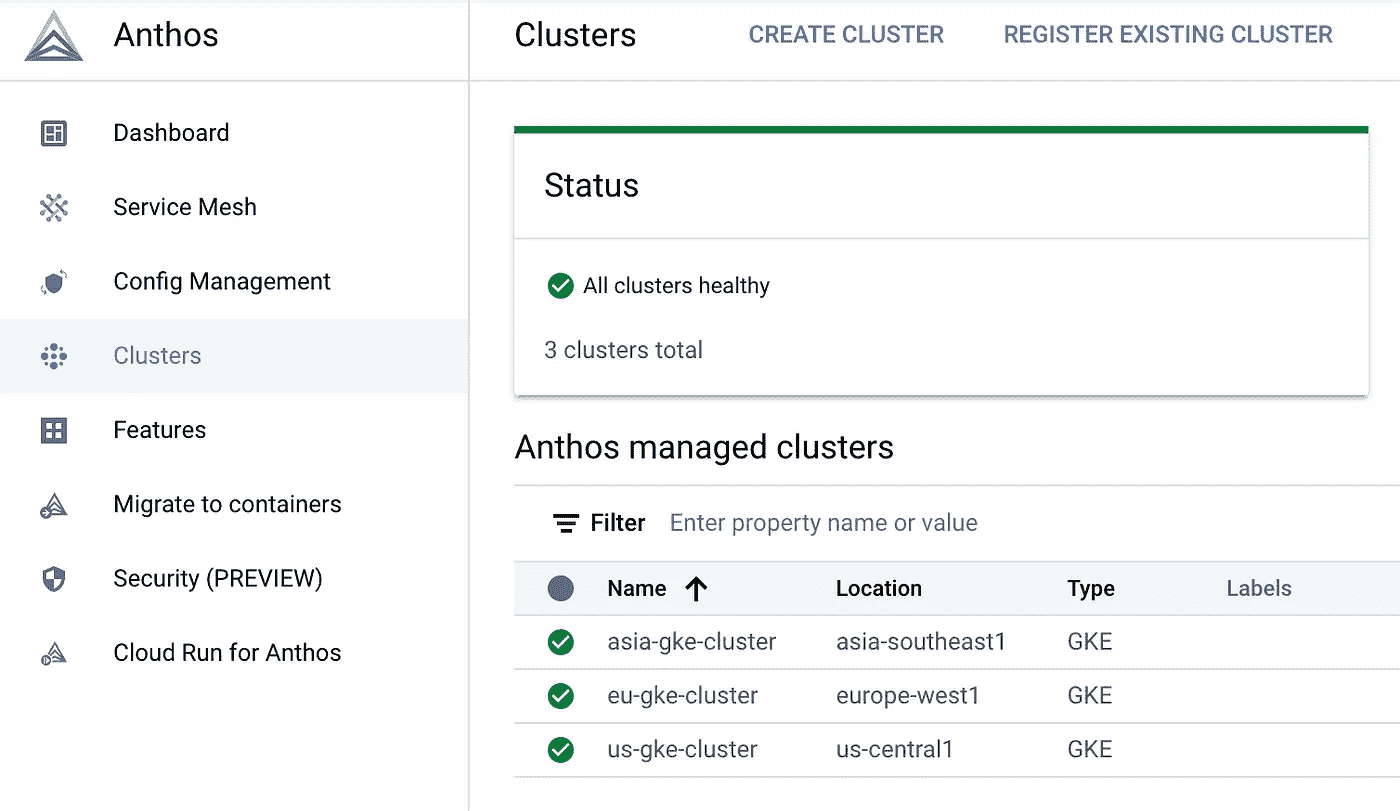 Anthos
Clusters CREATE CLUSTER REGISTER EXISTING CLUSTER
Dashboard
Service Mesh
Config Management
Clusters
Features
Migrate to containers
Security (PREVIEW)
Cloud Run for Anthos
Status
All clusters healthy
3 clusters total
Anthos managed clusters
Filter Enter property name or value
Name Location Type Labels
asia-gke-cluster asia-southeast1 GKE
eu-gke-cluster europe-west1 GKE
us-gke-cluster us-central1 GKE